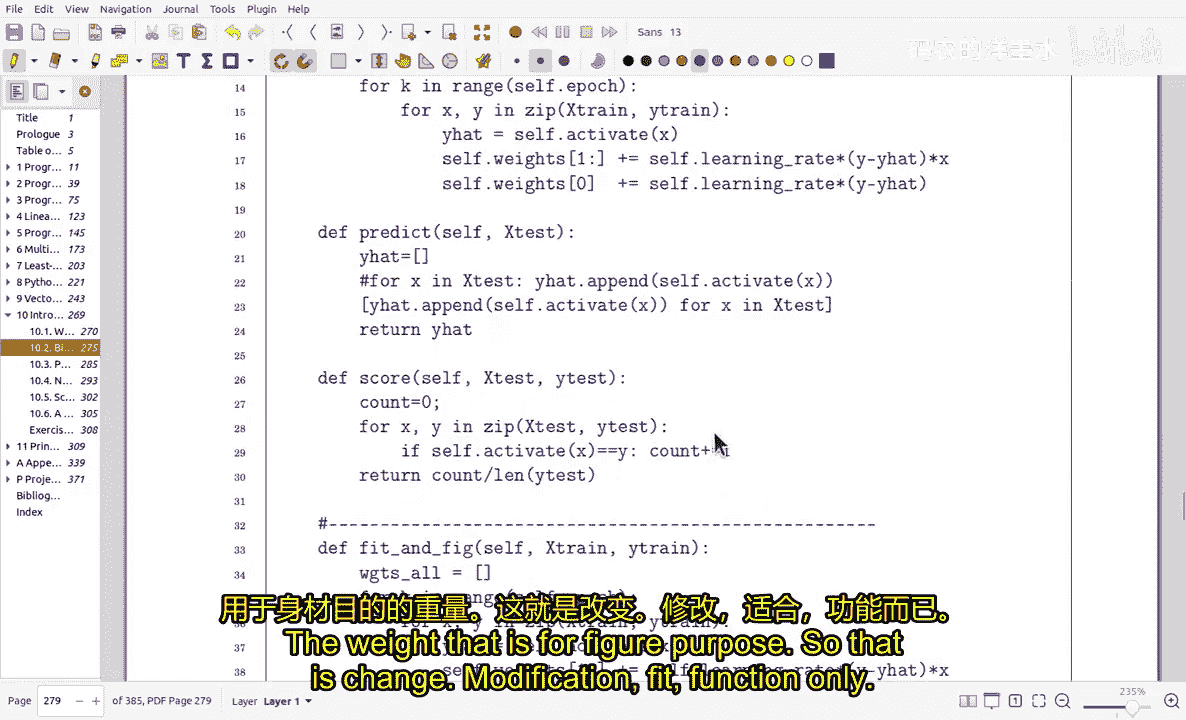 File Edit View Navigation Journal Tools Plugin Help
Sans 13
Title 1
Prologue 3
Table o... 5
1 Progr... 11
2 Progr... 39
3 Progr... 75
4 Linea... 123
5 Progr... 145
6 Multi... 173
7 Least-... 203
8 Pytho... 221
9 Vecto... 243
10 Intro... 269
10.1. W... 270
10.2. Bi... 275
10.3. P... 285
10.4. N... 293
10.5. Sc... 302
10.6. A ... 305
Exercis... 308
11 Prin... 309
A Appe... 339
P Proje... 371
Bibliog...
Index
14 for k in range(self.epoch):
15 for x, y in zip(Xtrain, ytrain):
16 yhat = self.activate(x)
17 self.weights[1:] += self.learning_rate*(y-yhat)*x
18 self.weights[0] += self.learning_rate*(y-yhat)
19
20 def predict(self, Xtest):
21 yhat=[]
22 #for x in Xtest: yhat.append(self.activate(x))
23 [yhat.append(self.activate(x)) for x in Xtest]
24 return yhat
25
26 def score(self, Xtest, ytest):
27 count=0;
28 for x, y in zip(Xtest, ytest):
29 if self.activate(x)==y: count+
30 return count/len(ytest)
31
32 #-----------------------------------------------------
33 def fit_and_fig(self, Xtrain, ytrain):
34 wgts_all = []
37
38 self.weights[1:] += self.learning_rate*(y-yhat)*x
用于身材目的的重量。这就是改变。修改，适合，功能而已。
The weight that is for figure purpose. So that
is change. Modification, fit, function only.
Page 279 of 385, PDF Page 279 Layer Layer 1 235%